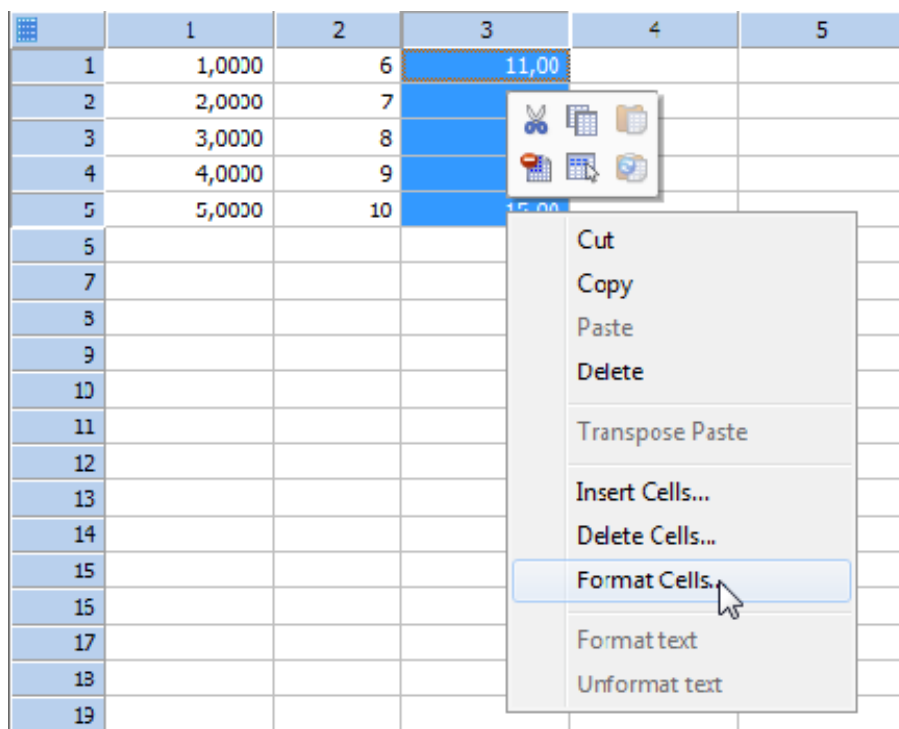 1 2 3 4 5
1 1,0000 6 11,00
2 2,0000 7
3 3,0000 8
4 4,0000 9
5 5,0000 10 15,00
6
7
8
9
10
11
12
13
14
15
16
17
18
19
Cut
Copy
Paste
Delete
Transpose Paste
Insert Cells...
Delete Cells...
Format Cells...
Format text
Unformat text